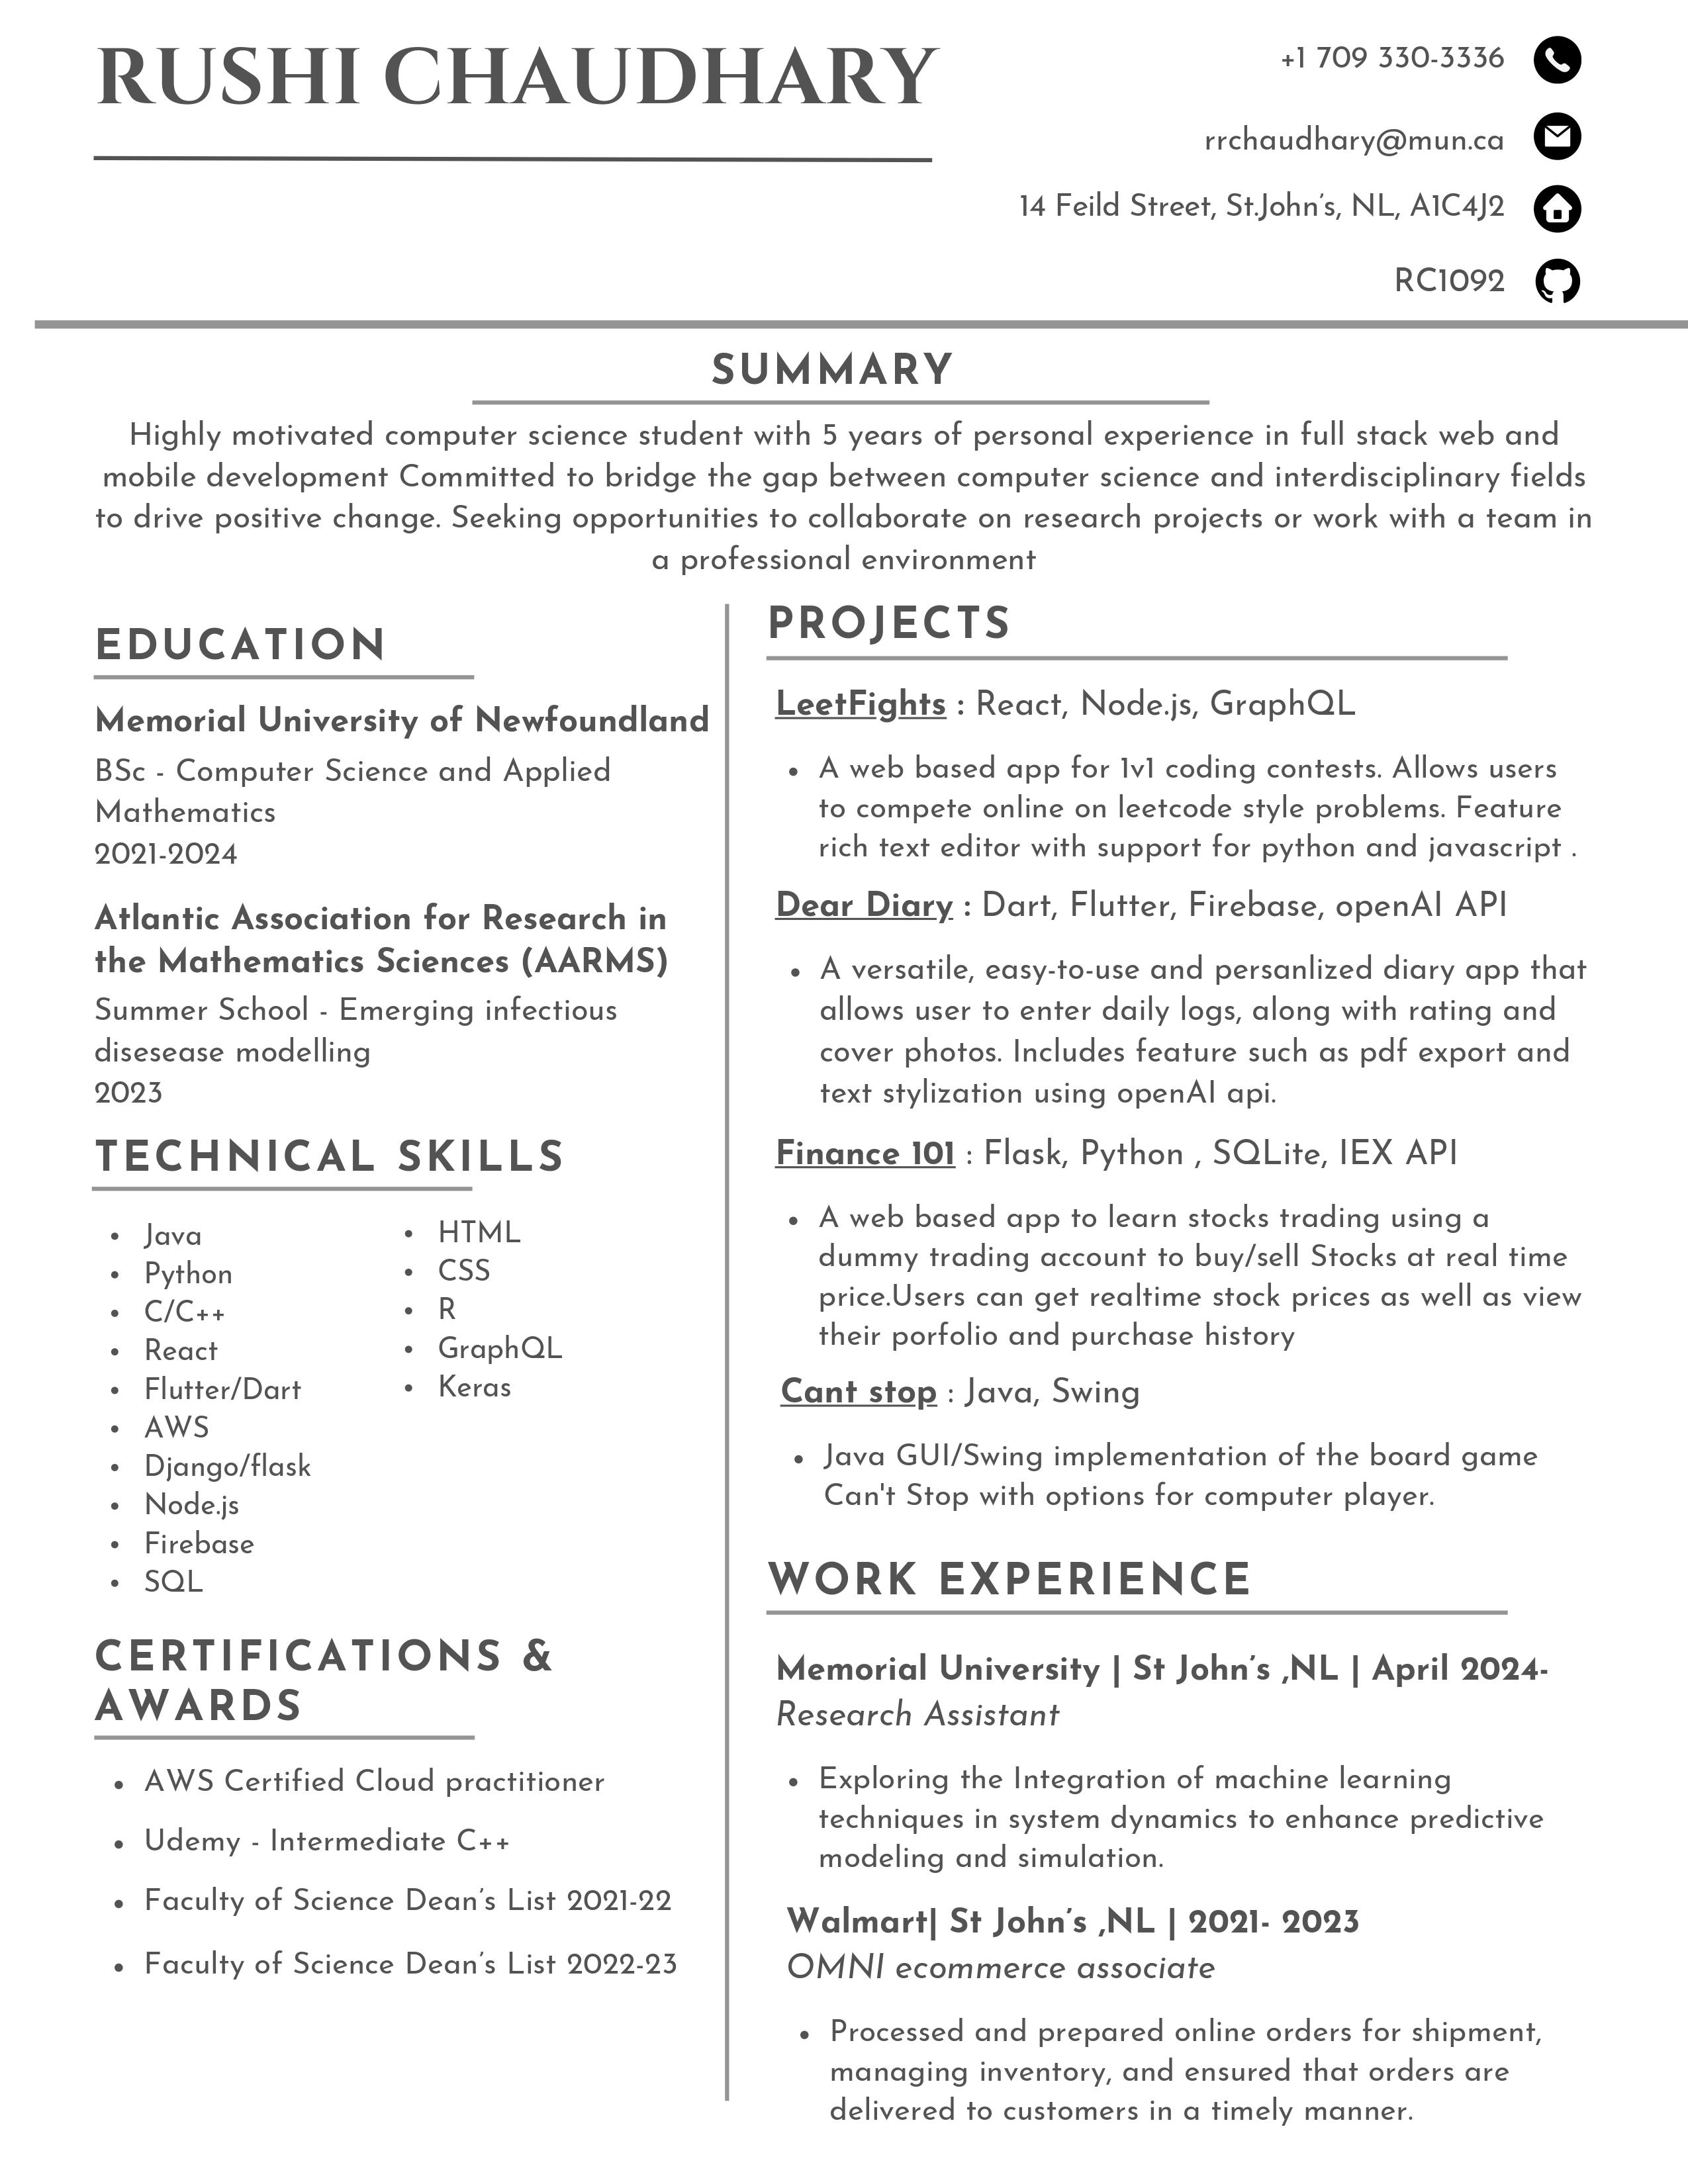 RUSHI CHAUDHARY
+1 709 330-3336
rrchaudhary@mun.ca
14 Feild Street, St.John's, NL, A1C4J2
RC1092
SUMMARY
Highly motivated computer science student with 5 years of personal experience in full stack web and
mobile development Committed to bridge the gap between computer science and interdisciplinary fields
to drive positive change. Seeking opportunities to collaborate on research projects or work with a team in
a professional environment
EDUCATION
Memorial University of Newfoundland
BSc - Computer Science and Applied
Mathematics
2021-2024
Atlantic Association for Research in
the Mathematics Sciences (AARMS)
Summer School - Emerging infectious
disesease modelling
2023
TECHNICAL SKILLS
• Java
• Python
• C/C++
• React
• Flutter/Dart
• AWS
• Django/flask
• Node.js
• Firebase
• SQL
• HTML
• CSS
• R
• GraphQL
• Keras
CERTIFICATIONS &
AWARDS
• AWS Certified Cloud practitioner
• Udemy - Intermediate C++
• Faculty of Science Dean's List 2021-22
• Faculty of Science Dean's List 2022-23
PROJECTS
LeetFights : React, Node.js, GraphQL
• A web based app for 1v1 coding contests. Allows users
to compete online on leetcode style problems. Feature
rich text editor with support for python and javascript .
Dear Diary : Dart, Flutter, Firebase, openAI API
• A versatile, easy-to-use and persanlized diary app that
allows user to enter daily logs, along with rating and
cover photos. Includes feature such as pdf export and
text stylization using openAI api.
Finance 101 : Flask, Python , SQLite, IEX API
• A web based app to learn stocks trading using a
dummy trading account to buy/sell Stocks at real time
price.Users can get realtime stock prices as well as view
their porfolio and purchase history
Cant stop : Java, Swing
• Java GUI/Swing implementation of the board game
Can't Stop with options for computer player.
WORK EXPERIENCE
Memorial University | St John's ,NL | April 2024-
Research Assistant
• Exploring the Integration of machine learning
techniques in system dynamics to enhance predictive
modeling and simulation.
Walmart| St John's ,NL | 2021- 2023
OMNI ecommerce associate
• Processed and prepared online orders for shipment,
managing inventory, and ensured that orders are
delivered to customers in a timely manner.